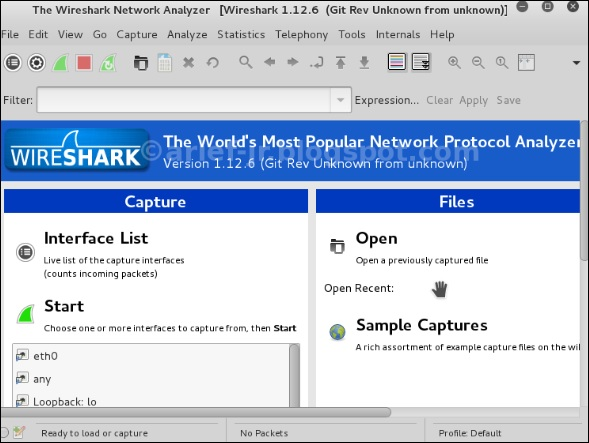 The Wireshark Network Analyzer [Wireshark 1.12.6 (Git Rev Unknown from unknown)]
File Edit View Go Capture Analyze Statistics Telephony Tools Internals Help
Filter: Expression... Clear Apply Save
WIRESHARK
The World's Most Popular Network Protocol Analyzer
Version 1.12.6 (Git Rev Unknown from unknown)
Capture
Interface List
Live list of the capture interfaces
(counts incoming packets)
Start
Choose one or more interfaces to capture from, then Start
eth0
any
Loopback: lo
Files
Open
Open a previously captured file
Open Recent:
Sample Captures
A rich assortment of example capture files on the wik
Ready to load or capture
No Packets
Profile: Default